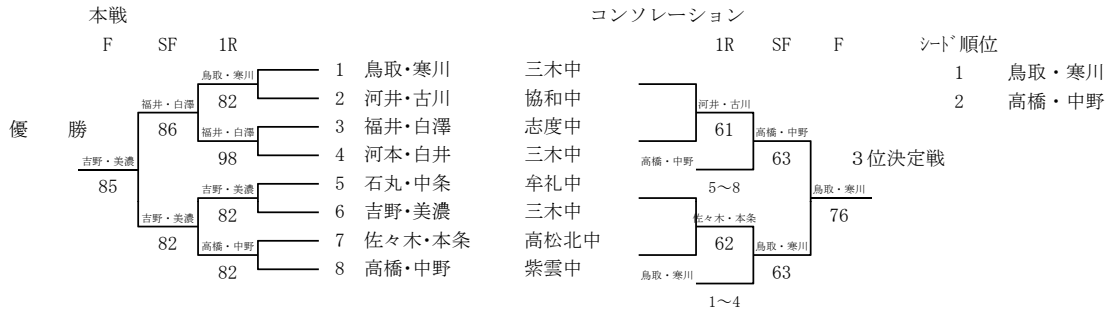 本戦 コンソレーション
F SF 1R 1R SF F シード順位
鳥取・寒川 1 鳥取・寒川 三木中 1 鳥取・寒川
福井・白澤 82 2 河井・古川 協和中 河井・古川 2 高橋・中野
優 勝 86 福井・白澤 3 福井・白澤 志度中 61 高橋・中野
吉野・美濃 98 4 河本・白井 三木中 高橋・中野 63 3位決定戦
85 吉野・美濃 5 石丸・中条 牟礼中 5～8 鳥取・寒川
吉野・美濃 82 6 吉野・美濃 三木中 佐々木・本条 76
82 高橋・中野 7 佐々木・本条 高松北中 62 鳥取・寒川
82 8 高橋・中野 紫雲中 鳥取・寒川 63
1～4